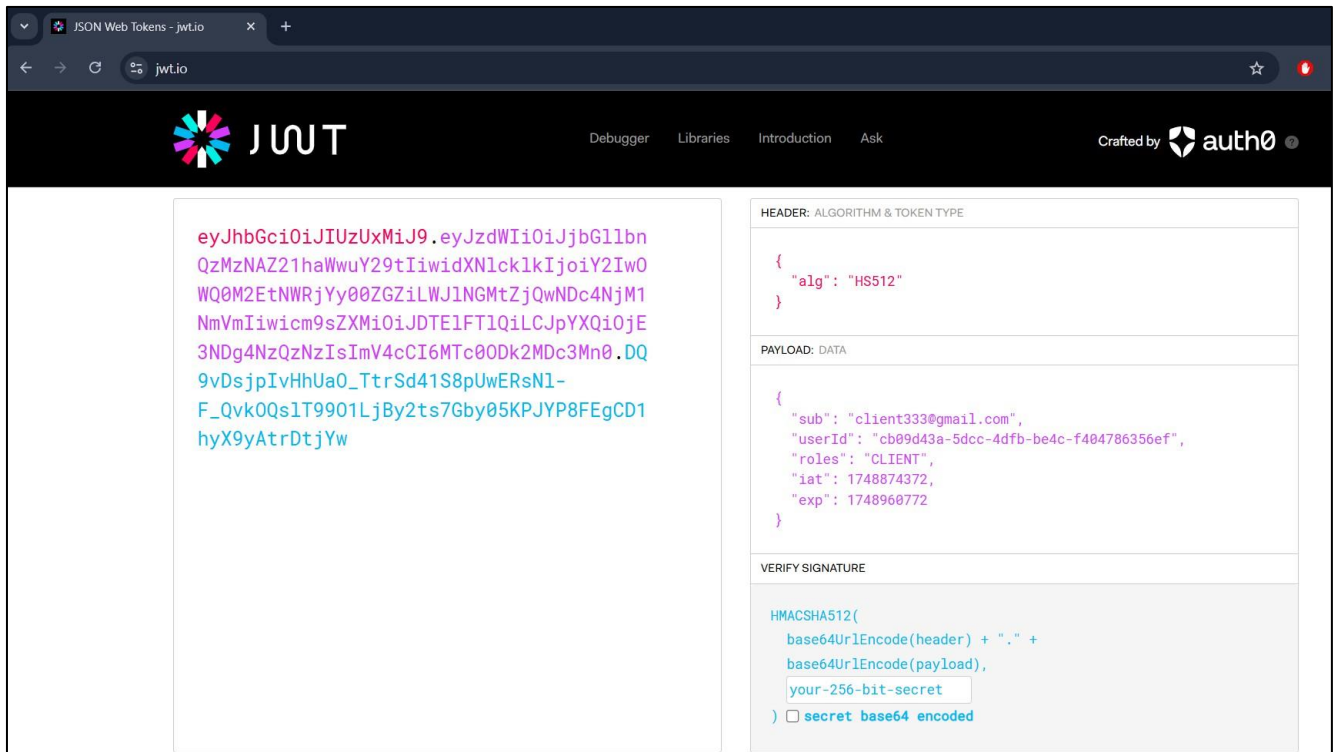 JSON Web Tokens - jwt.io
jwt.io
JWT
Debugger Libraries Introduction Ask
Crafted by auth0
eyJhbGciOiJIUzUxMiJ9.eyJzdWIiOiJjbGllbn
QzMzNAZ21haWwuY29tIiwidXNlcklkIjoiY2IwO
WQ0M2EtNWRjYy00ZGZiLWJlNGMtZjQwNDc4NjM1
NmVmIiwicm9sZXMiOiJDTElFTlQiLCJpYXQiOjE
3NDg4NzQzNzIsImV4cCI6MTc0ODk2MDc3Mn0.DQ
9vDsjpIvHhUaO_TtrSd41S8pUwERsNl-
F_QvkOQslT99O1LjBy2ts7Gby05KPJYP8FEgCD1
hyX9yAtrDtjYw
HEADER: ALGORITHM & TOKEN TYPE
{
"alg": "HS512"
}
PAYLOAD: DATA
{
"sub": "client333@gmail.com",
"userId": "cb09d43a-5dcc-4dfb-be4c-f404786356ef",
"roles": "CLIENT",
"iat": 1748874372,
"exp": 1748960772
}
VERIFY SIGNATURE
HMACSHA512(
base64UrlEncode(header) + "." +
base64UrlEncode(payload),
your-256-bit-secret
) secret base64 encoded